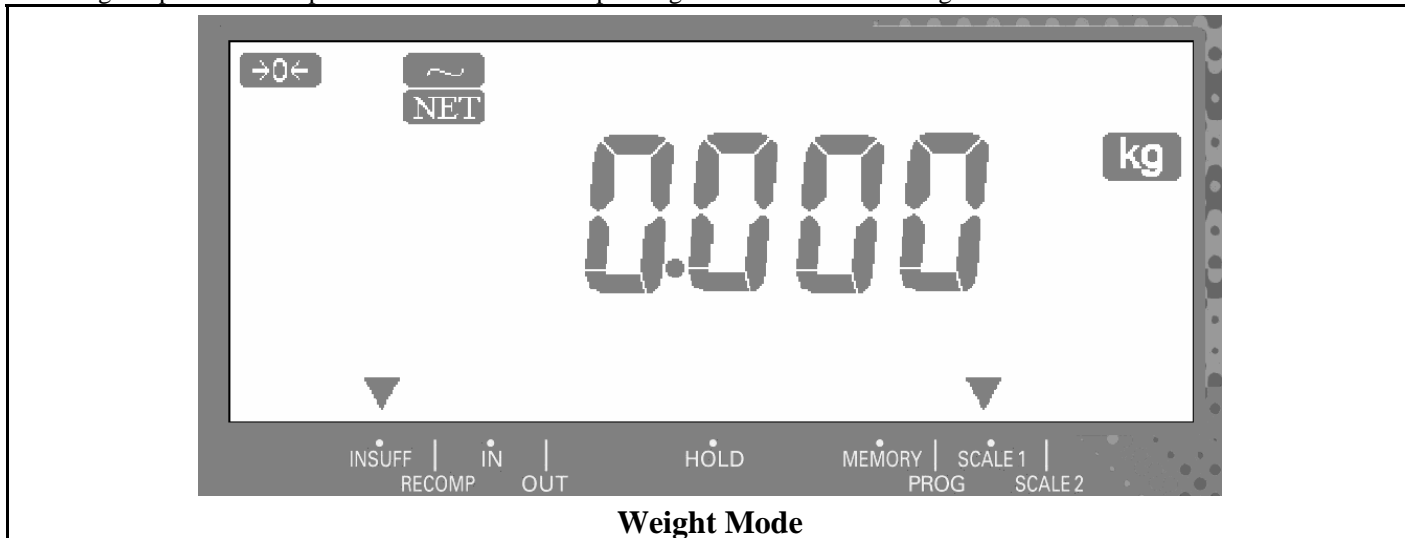 →0←
~
NET
0.000
kg
INSUFF IN HOLD MEMORY SCALE 1
RECOMP OUT PROG SCALE 2
Weight Mode